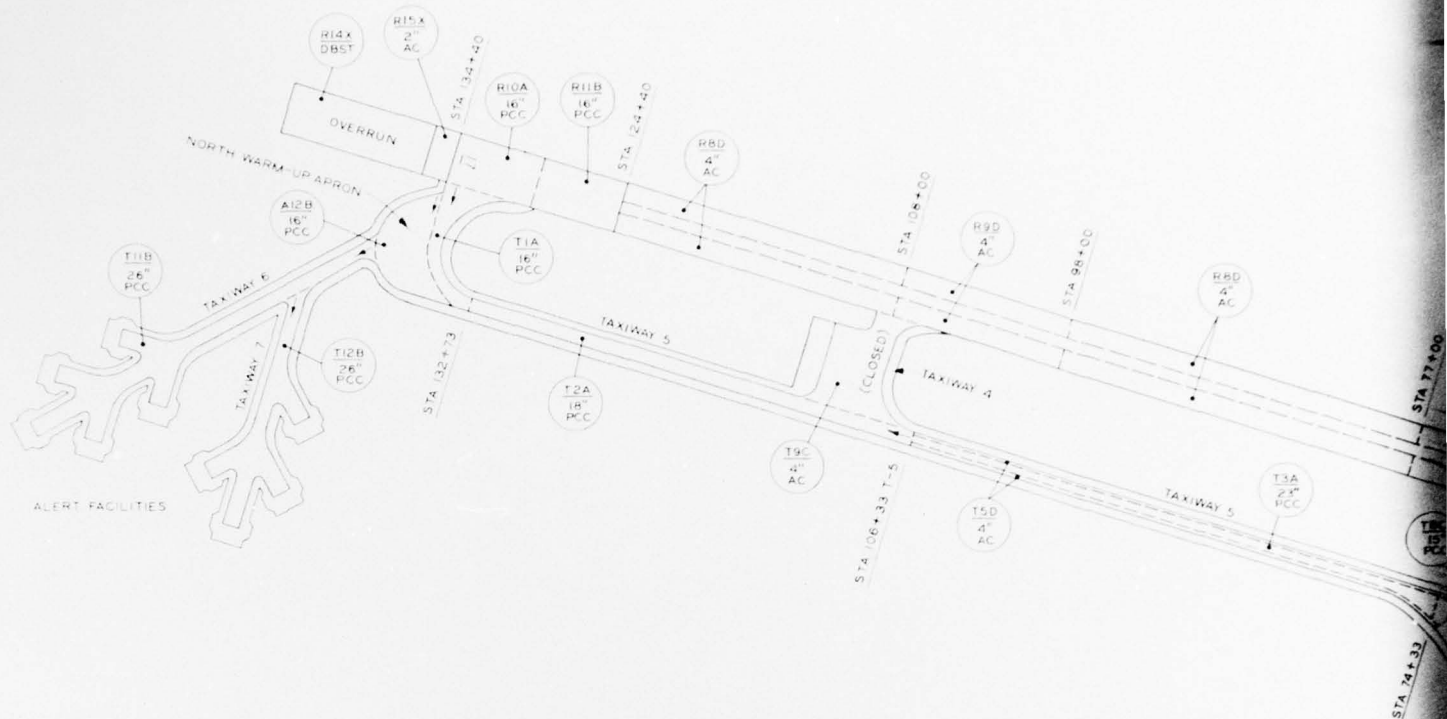 R14X
DBST
R15X
2"
AC
STA 134+40
R10A
16"
PCC
R11B
16"
PCC
STA 124+40
R8D
4"
AC
OVERRUN
NORTH WARM-UP APRON
A12B
16"
PCC
T1A
16"
PCC
STA 108+00
R9D
4"
AC
STA 98+00
R8D
4"
AC
T11B
26"
PCC
TAXIWAY 6
TAXIWAY 7
T12B
26"
PCC
STA 132+73
TAXIWAY 5
T2A
18"
PCC
(CLOSED)
TAXIWAY 4
STA 77+00
T9C
4"
AC
STA 106+33 T-5
T5D
4"
AC
TAXIWAY 5
T3A
23"
PCC
ALERT FACILITIES
STA 74+33